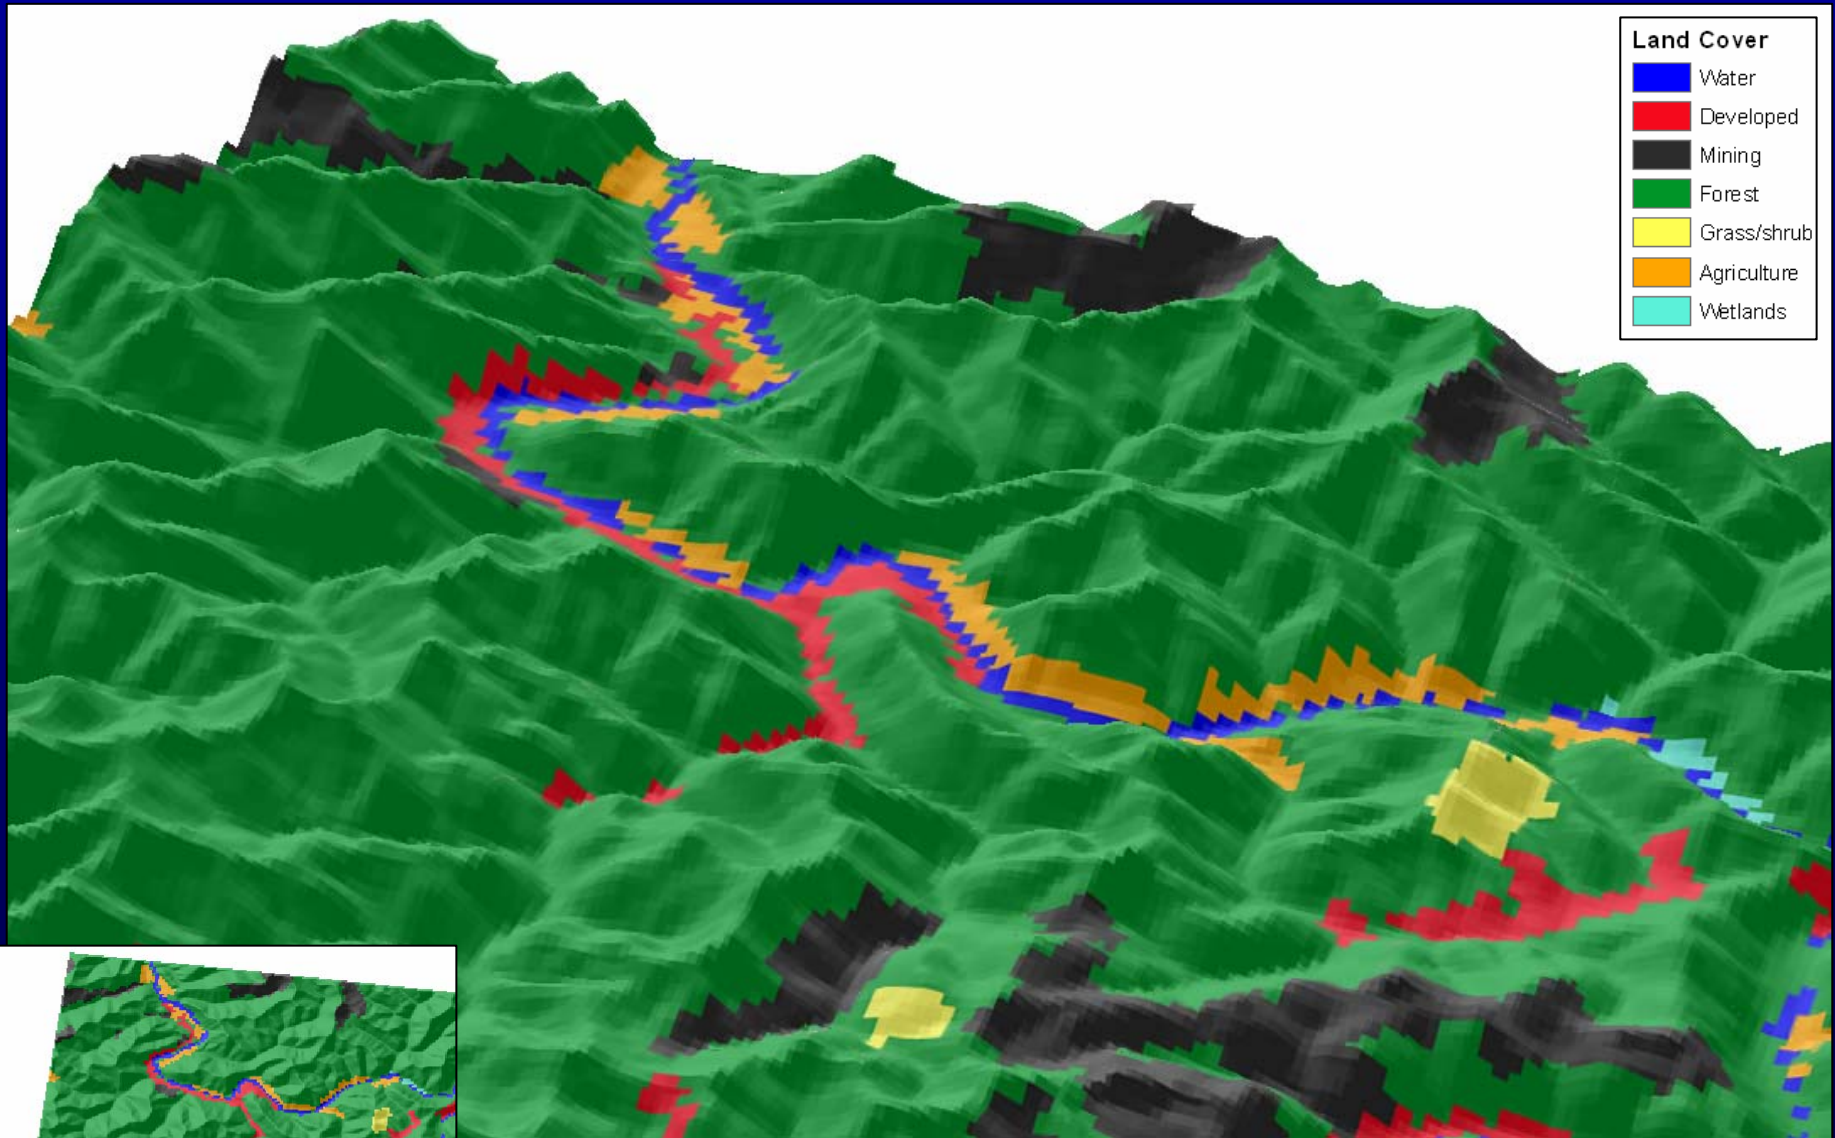 Land Cover
Water
Developed
Mining
Forest
Grass/shrub
Agriculture
Wetlands